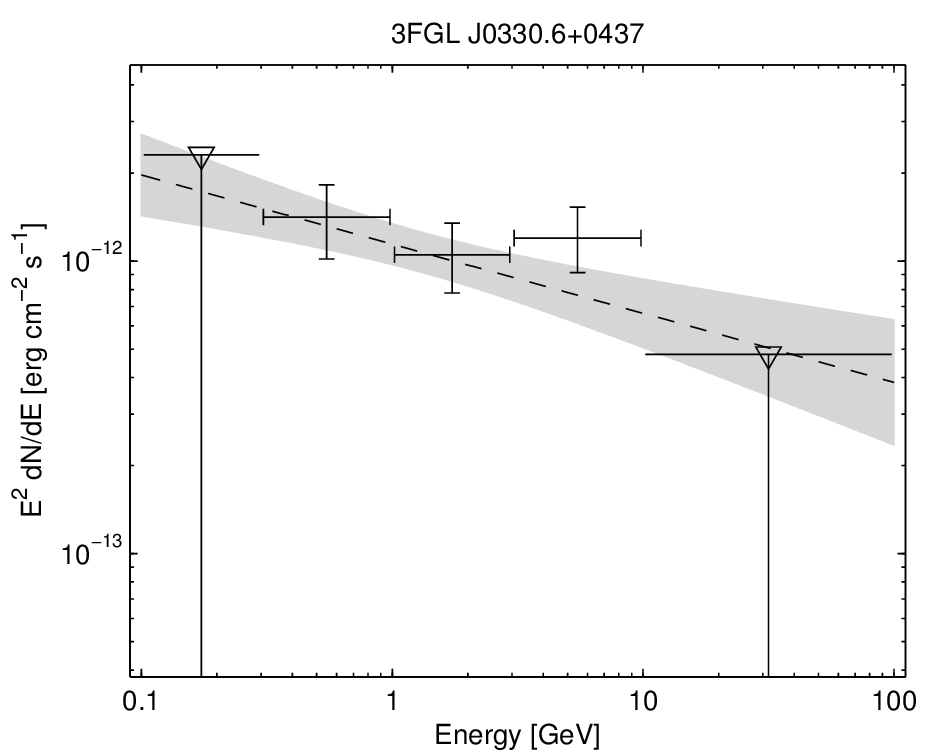 3FGL J0330.6+0437
E² dN/dE [erg cm⁻² s⁻¹]
10⁻¹²
10⁻¹³
0.1 1 10 100
Energy [GeV]